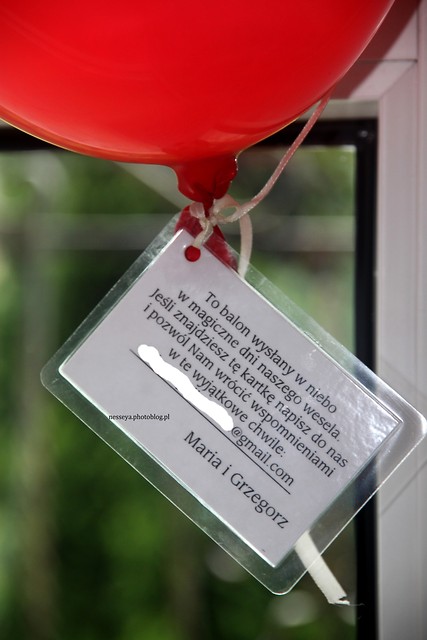 To balon wysłany w niebo
w magiczne dni naszego wesela.
Jeśli znajdziesz tę kartkę napisz do nas
i pozwól Nam wrócić wspomnieniami
w te wyjątkowe chwile:
@gmail.com
Maria i Grzegorz
nesseya.photoblog.pl